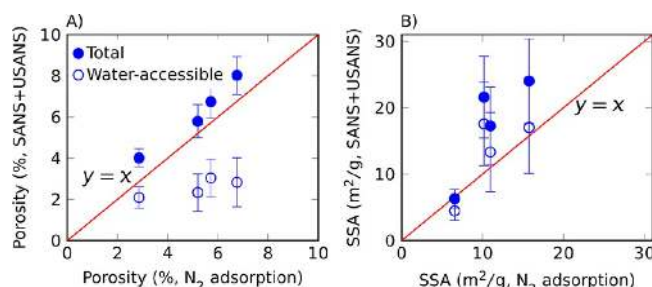 A)
10
8
6
4
2
0
Porosity (%, SANS+USANS)
Total
Water-accessible
y = x
0 2 4 6 8 10
Porosity (%, N₂ adsorption)
B)
30
20
10
0
SSA (m²/g, SANS+USANS)
y = x
0 10 20 30
SSA (m²/g, N₂ adsorption)